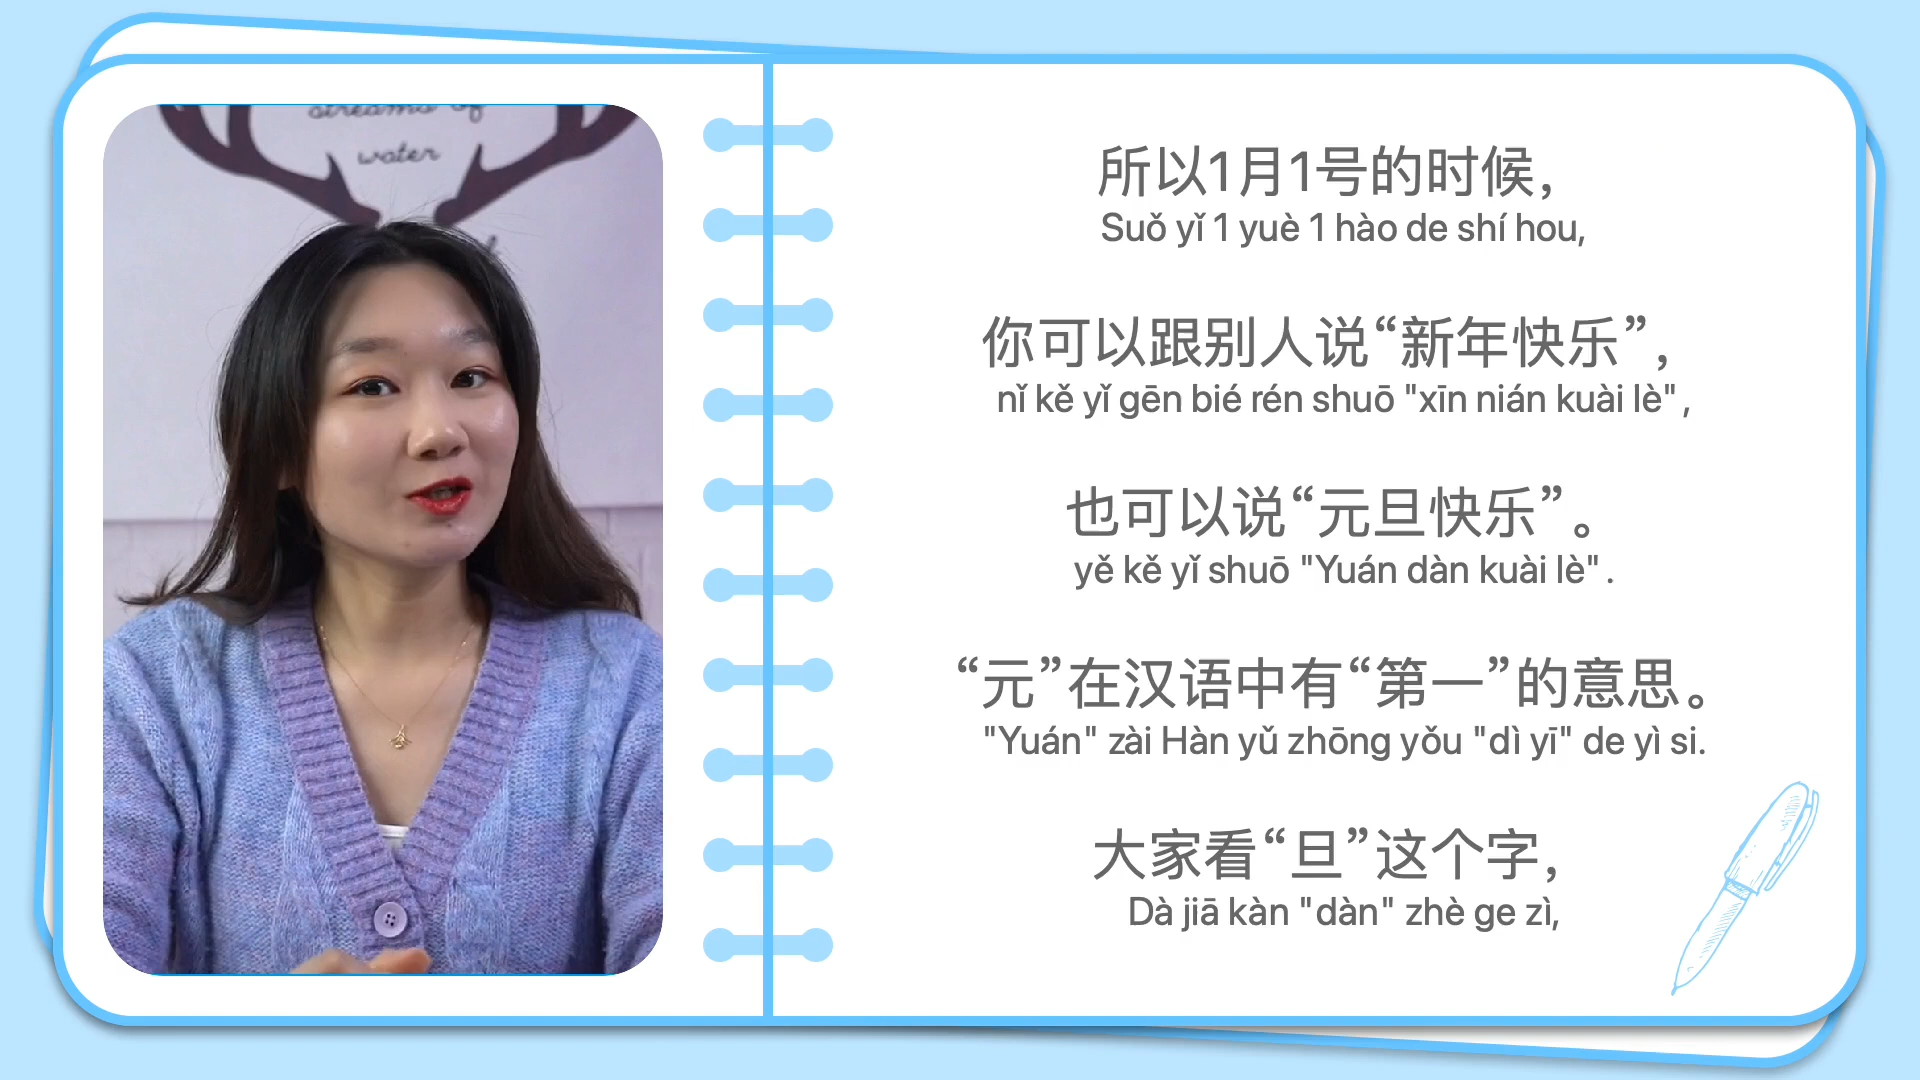 streams of
water
所以1月1号的时候，
Suǒ yǐ 1 yuè 1 hào de shí hou,
你可以跟别人说“新年快乐”，
nǐ kě yǐ gēn bié rén shuō "xīn nián kuài lè",
也可以说“元旦快乐”。
yě kě yǐ shuō "Yuán dàn kuài lè".
“元”在汉语中有“第一”的意思。
"Yuán" zài Hàn yǔ zhōng yǒu "dì yī" de yì si.
大家看“旦”这个字，
Dà jiā kàn "dàn" zhè ge zì,